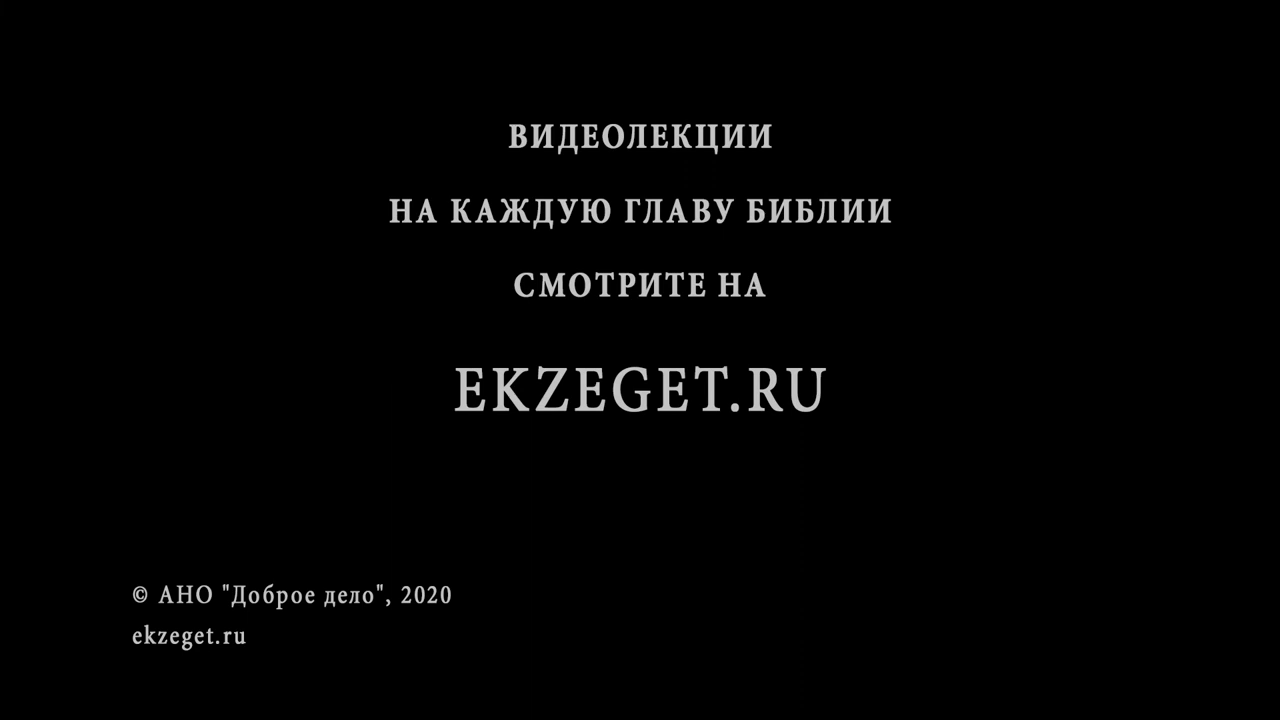 ВИДЕОЛЕКЦИИ
НА КАЖДУЮ ГЛАВУ БИБЛИИ
СМОТРИТЕ НА
EKZEGET.RU
© АНО "Доброе дело", 2020
ekzeget.ru